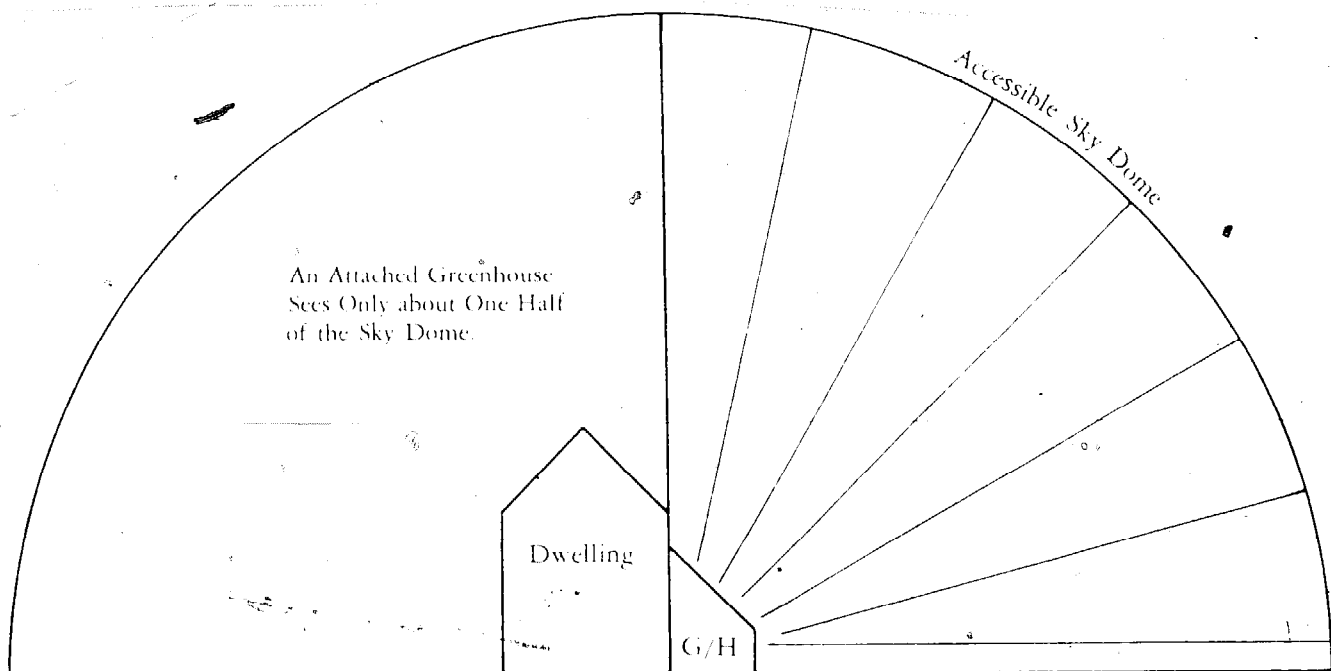 Accessible Sky Dome
An Attached Greenhouse
Sees Only about One Half
of the Sky Dome.
Dwelling
G/H